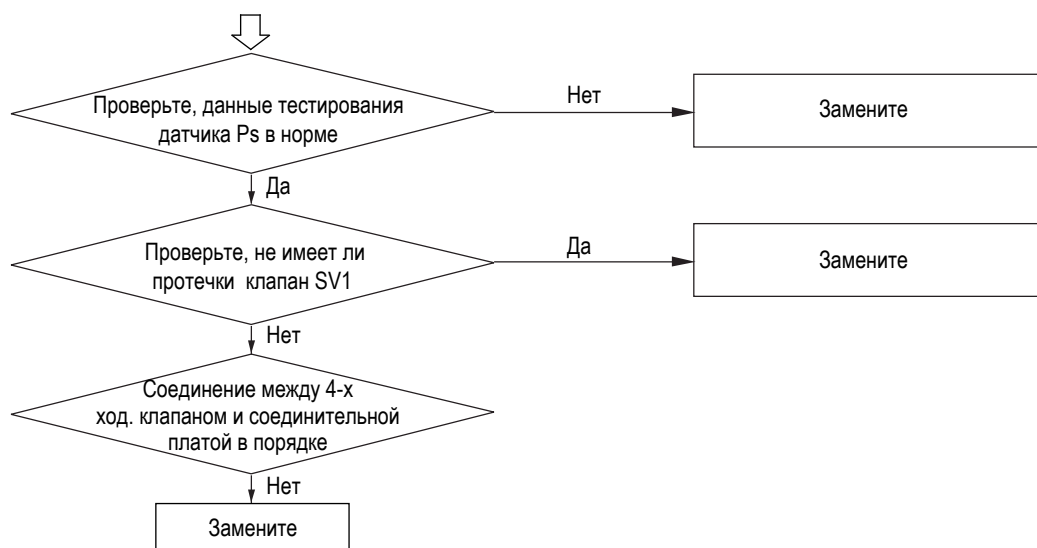 Проверьте, данные тестирования
датчика Ps в норме
Нет
Замените
Да
Проверьте, не имеет ли
протечки клапан SV1
Да
Замените
Нет
Соединение между 4-х
ход. клапаном и соединительной
платой в порядке
Нет
Замените